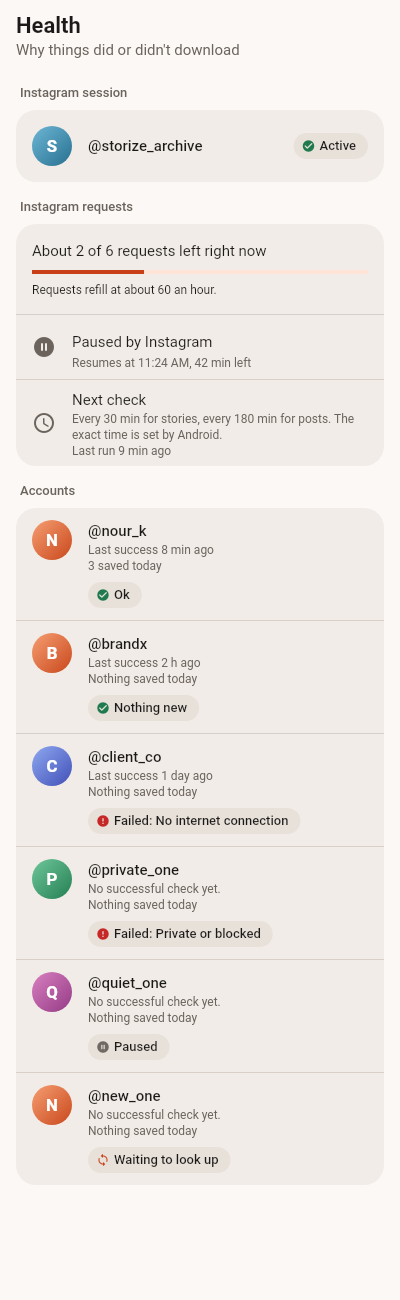 Health
Why things did or didn't download
Instagram session
S
@storize_archive
Active
Instagram requests
About 2 of 6 requests left right now
Requests refill at about 60 an hour.
Paused by Instagram
Resumes at 11:24 AM, 42 min left
Next check
Every 30 min for stories, every 180 min for posts. The
exact time is set by Android.
Last run 9 min ago
Accounts
N
@nour_k
Last success 8 min ago
3 saved today
Ok
B
@brandx
Last success 2 h ago
Nothing saved today
Nothing new
C
@client_co
Last success 1 day ago
Nothing saved today
Failed: No internet connection
P
@private_one
No successful check yet.
Nothing saved today
Failed: Private or blocked
Q
@quiet_one
No successful check yet.
Nothing saved today
Paused
N
@new_one
No successful check yet.
Nothing saved today
Waiting to look up